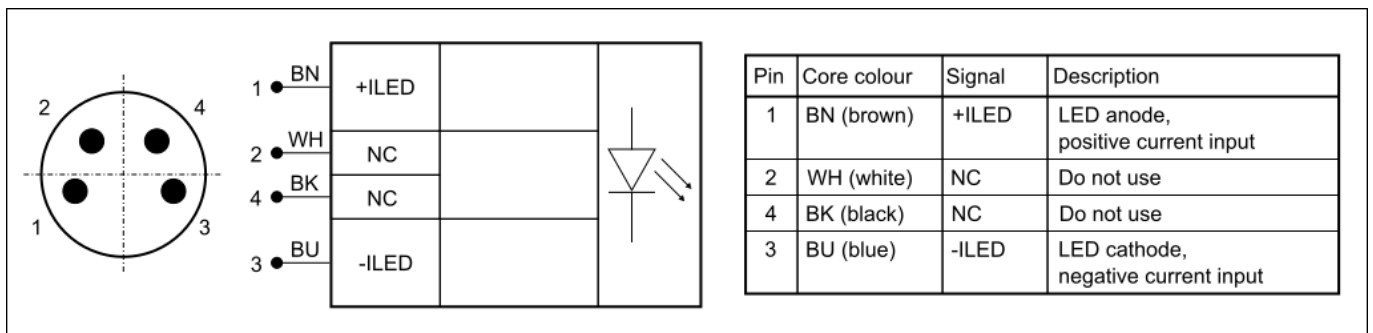 2
4
1
3
1 BN +ILED
2 WH NC
4 BK NC
3 BU -ILED
Pin Core colour Signal Description
1 BN (brown) +ILED LED anode,
positive current input
2 WH (white) NC Do not use
4 BK (black) NC Do not use
3 BU (blue) -ILED LED cathode,
negative current input